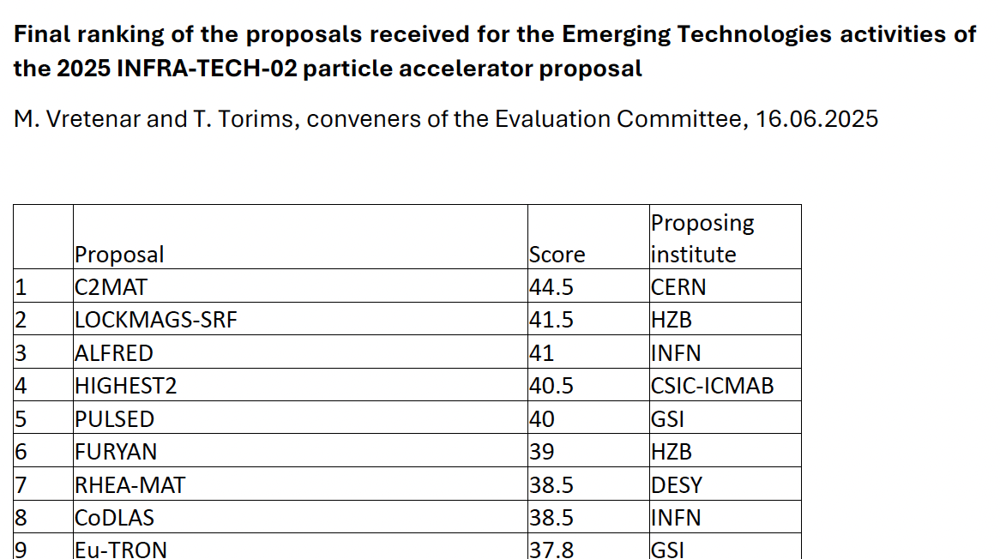 Final ranking of the proposals received for the Emerging Technologies activities of
the 2025 INFRA-TECH-02 particle accelerator proposal
M. Vretenar and T. Torims, conveners of the Evaluation Committee, 16.06.2025
Proposal Score Proposing institute
1 C2MAT 44.5 CERN
2 LOCKMAGS-SRF 41.5 HZB
3 ALFRED 41 INFN
4 HIGHEST2 40.5 CSIC-ICMAB
5 PULSED 40 GSI
6 FURYAN 39 HZB
7 RHEA-MAT 38.5 DESY
8 CoDLAS 38.5 INFN
9 Eu-TRON 37.8 GSI